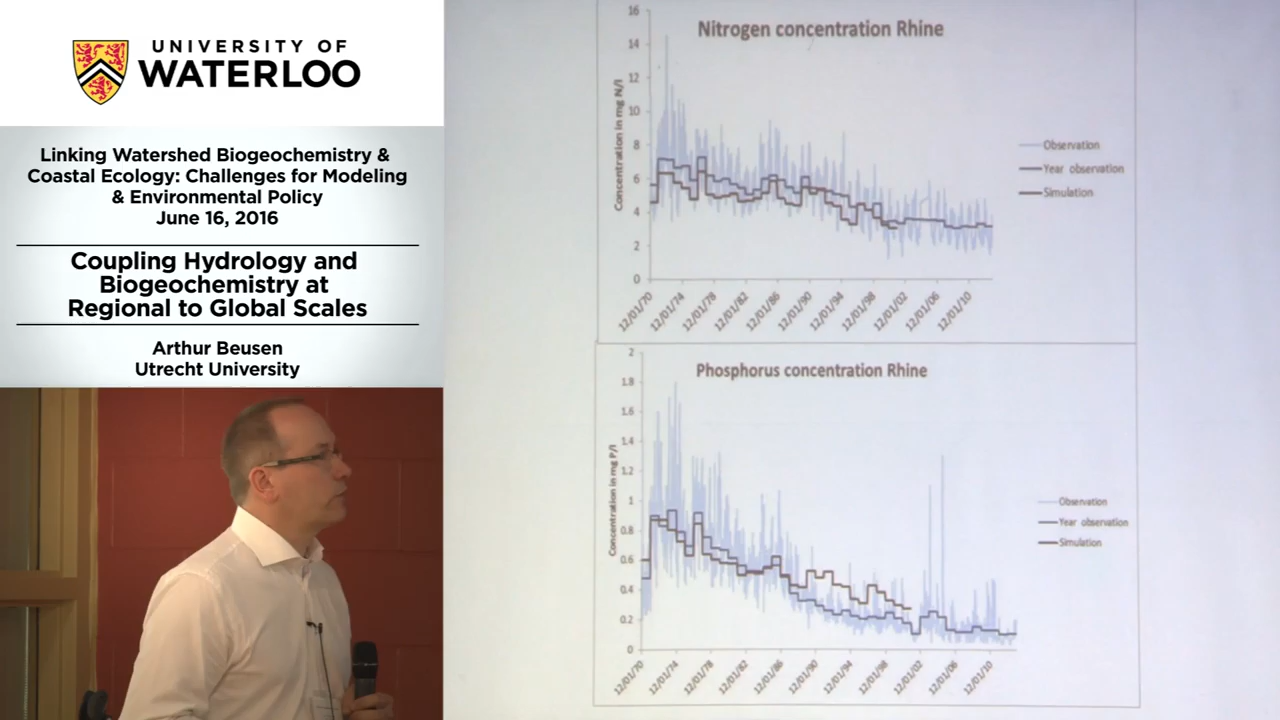 UNIVERSITY OF
WATERLOO
Linking Watershed Biogeochemistry &
Coastal Ecology: Challenges for Modeling
& Environmental Policy
June 16, 2016
Coupling Hydrology and
Biogeochemistry at
Regional to Global Scales
Arthur Beusen
Utrecht University
Nitrogen concentration Rhine
Concentration in mg N/l
16
14
12
10
8
6
4
2
0
12/01/70
12/01/74
12/01/78
12/01/82
12/01/86
12/01/90
12/01/94
12/01/98
12/01/02
12/01/06
12/01/10
Observation
Year observation
Simulation
Phosphorus concentration Rhine
Concentration in mg P/l
2
1.8
1.6
1.4
1.2
1
0.8
0.6
0.4
0.2
0
12/01/70
12/01/74
12/01/78
12/01/82
12/01/86
12/01/90
12/01/94
12/01/98
12/01/02
12/01/06
12/01/10
Observation
Year observation
Simulation